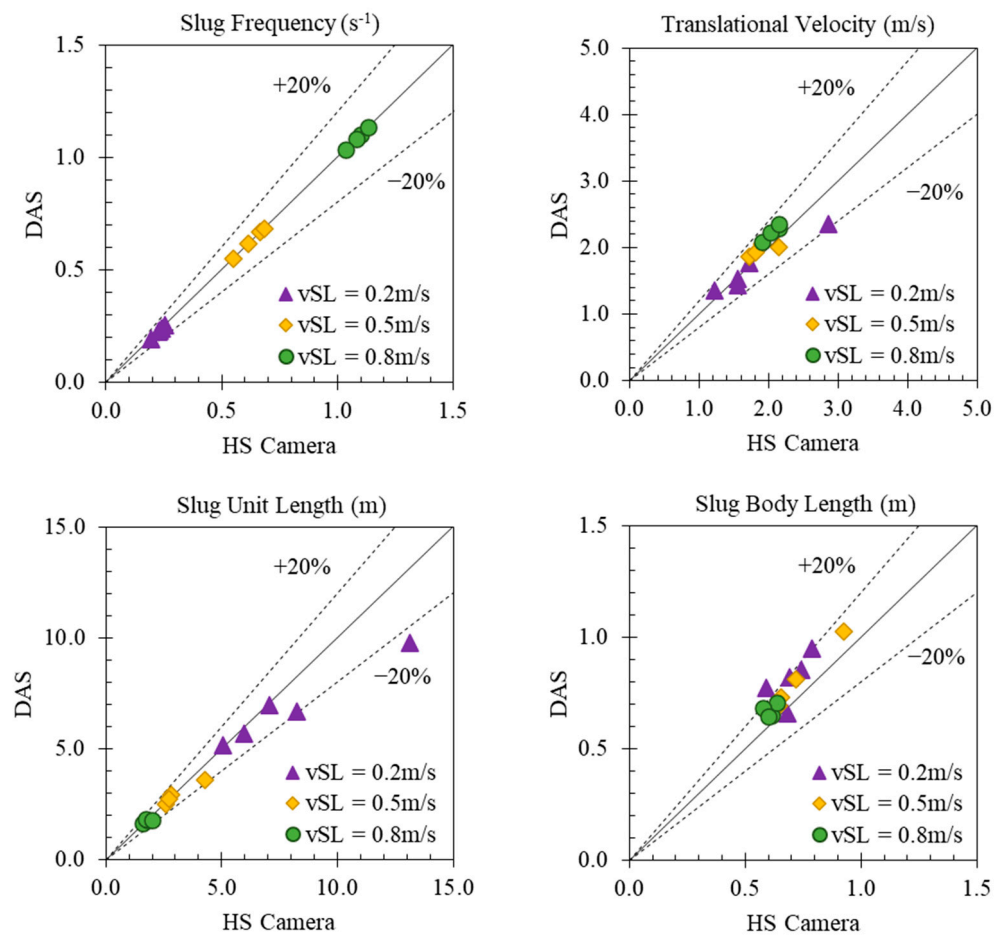 Slug Frequency (s⁻¹)
1.5
1.0
0.5
0.0
DAS
+20%
−20%
vSL = 0.2m/s
vSL = 0.5m/s
vSL = 0.8m/s
0.0 0.5 1.0 1.5
HS Camera
Translational Velocity (m/s)
5.0
4.0
3.0
2.0
1.0
0.0
DAS
+20%
−20%
vSL = 0.2m/s
vSL = 0.5m/s
vSL = 0.8m/s
0.0 1.0 2.0 3.0 4.0 5.0
HS Camera
Slug Unit Length (m)
15.0
10.0
5.0
0.0
DAS
+20%
−20%
vSL = 0.2m/s
vSL = 0.5m/s
vSL = 0.8m/s
0.0 5.0 10.0 15.0
HS Camera
Slug Body Length (m)
1.5
1.0
0.5
0.0
DAS
+20%
−20%
vSL = 0.2m/s
vSL = 0.5m/s
vSL = 0.8m/s
0.0 0.5 1.0 1.5
HS Camera